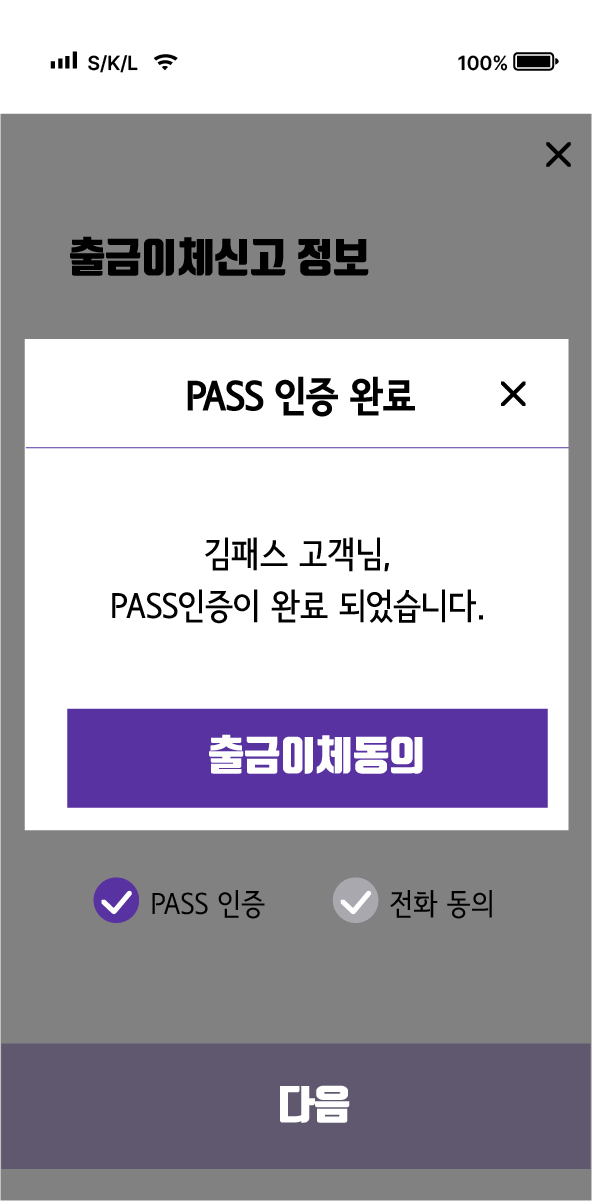 S/K/L 100%
출금이체신고 정보
PASS 인증 완료
김패스 고객님,
PASS인증이 완료 되었습니다.
출금이체동의
PASS 인증 전화 동의
다음